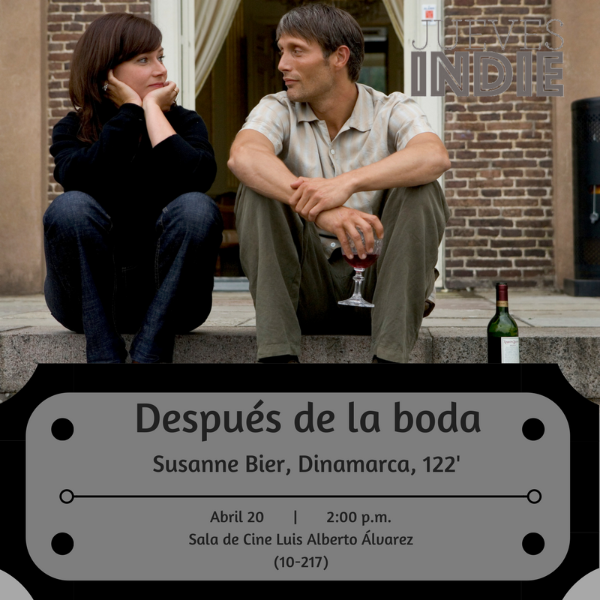 JUEVES
INDIE
Después de la boda
Susanne Bier, Dinamarca, 122'
Abril 20 | 2:00 p.m.
Sala de Cine Luis Alberto Álvarez
(10-217)